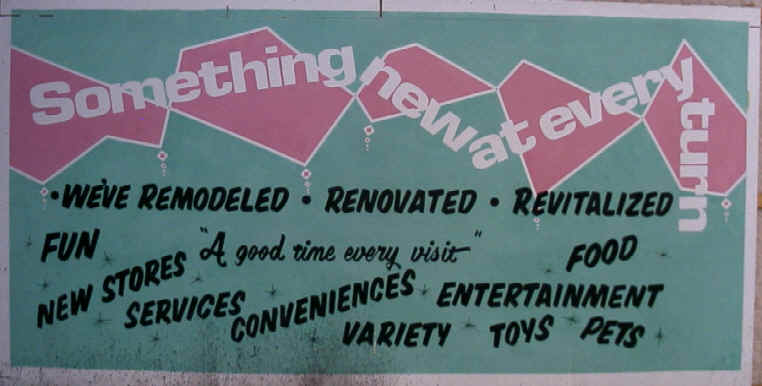 Something new at every turn
• WE'VE REMODELED • RENOVATED • REVITALIZED
FUN "A good time every visit" FOOD
NEW STORES
SERVICES CONVENIENCES ENTERTAINMENT
VARIETY TOYS PETS